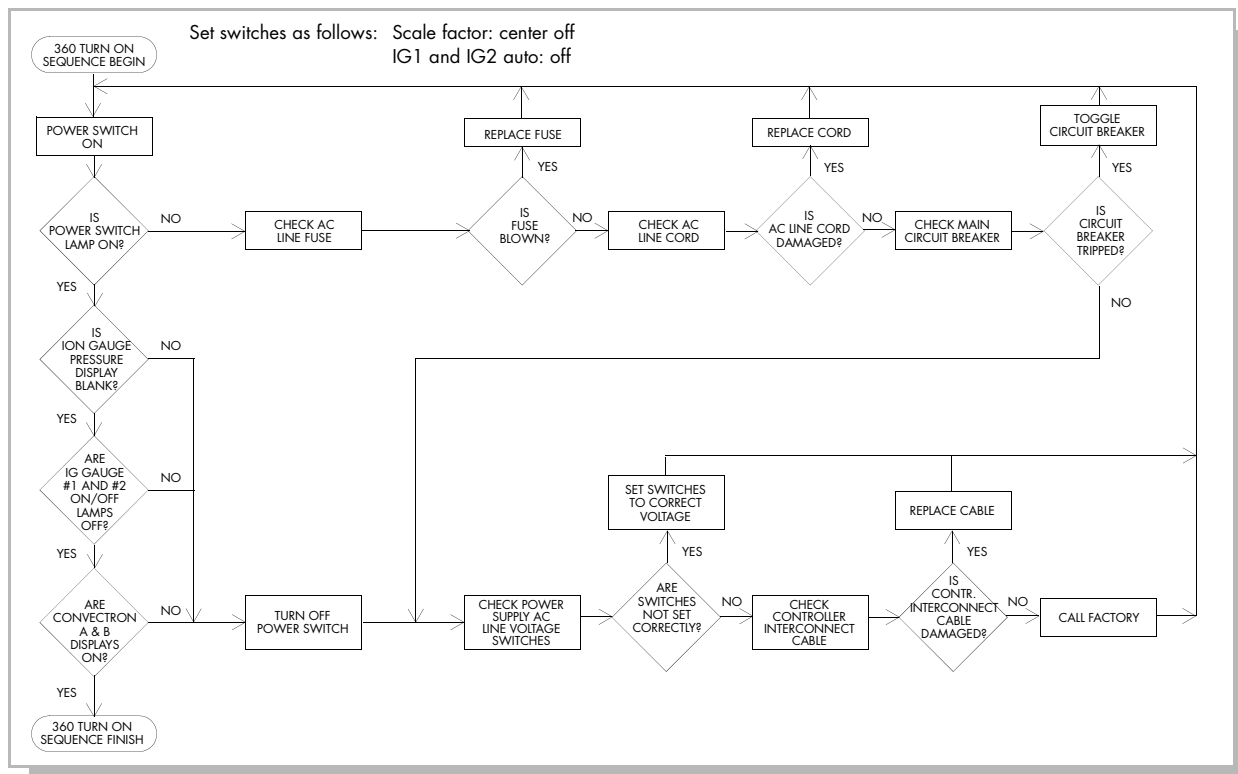 Set switches as follows: Scale factor: center off
IG1 and IG2 auto: off
360 TURN ON
SEQUENCE BEGIN
POWER SWITCH
ON
REPLACE FUSE
REPLACE CORD
TOGGLE
CIRCUIT BREAKER
YES
YES
YES
IS
POWER SWITCH
LAMP ON?
NO
CHECK AC
LINE FUSE
IS
FUSE
BLOWN?
NO
CHECK AC
LINE CORD
IS
AC LINE CORD
DAMAGED?
NO
CHECK MAIN
CIRCUIT BREAKER
IS
CIRCUIT
BREAKER
TRIPPED?
NO
YES
IS
ION GAUGE
PRESSURE
DISPLAY
BLANK?
NO
YES
ARE
IG GAUGE
#1 AND #2
ON/OFF
LAMPS
OFF?
NO
SET SWITCHES
TO CORRECT
VOLTAGE
REPLACE CABLE
YES
YES
YES
ARE
CONVECTRON
A & B
DISPLAYS
ON?
NO
TURN OFF
POWER SWITCH
CHECK POWER
SUPPLY AC
LINE VOLTAGE
SWITCHES
ARE
SWITCHES
NOT SET
CORRECTLY?
NO
CHECK
CONTROLLER
INTERCONNECT
CABLE
IS
CONTR.
INTERCONNECT
CABLE
DAMAGED?
NO
CALL FACTORY
YES
360 TURN ON
SEQUENCE FINISH